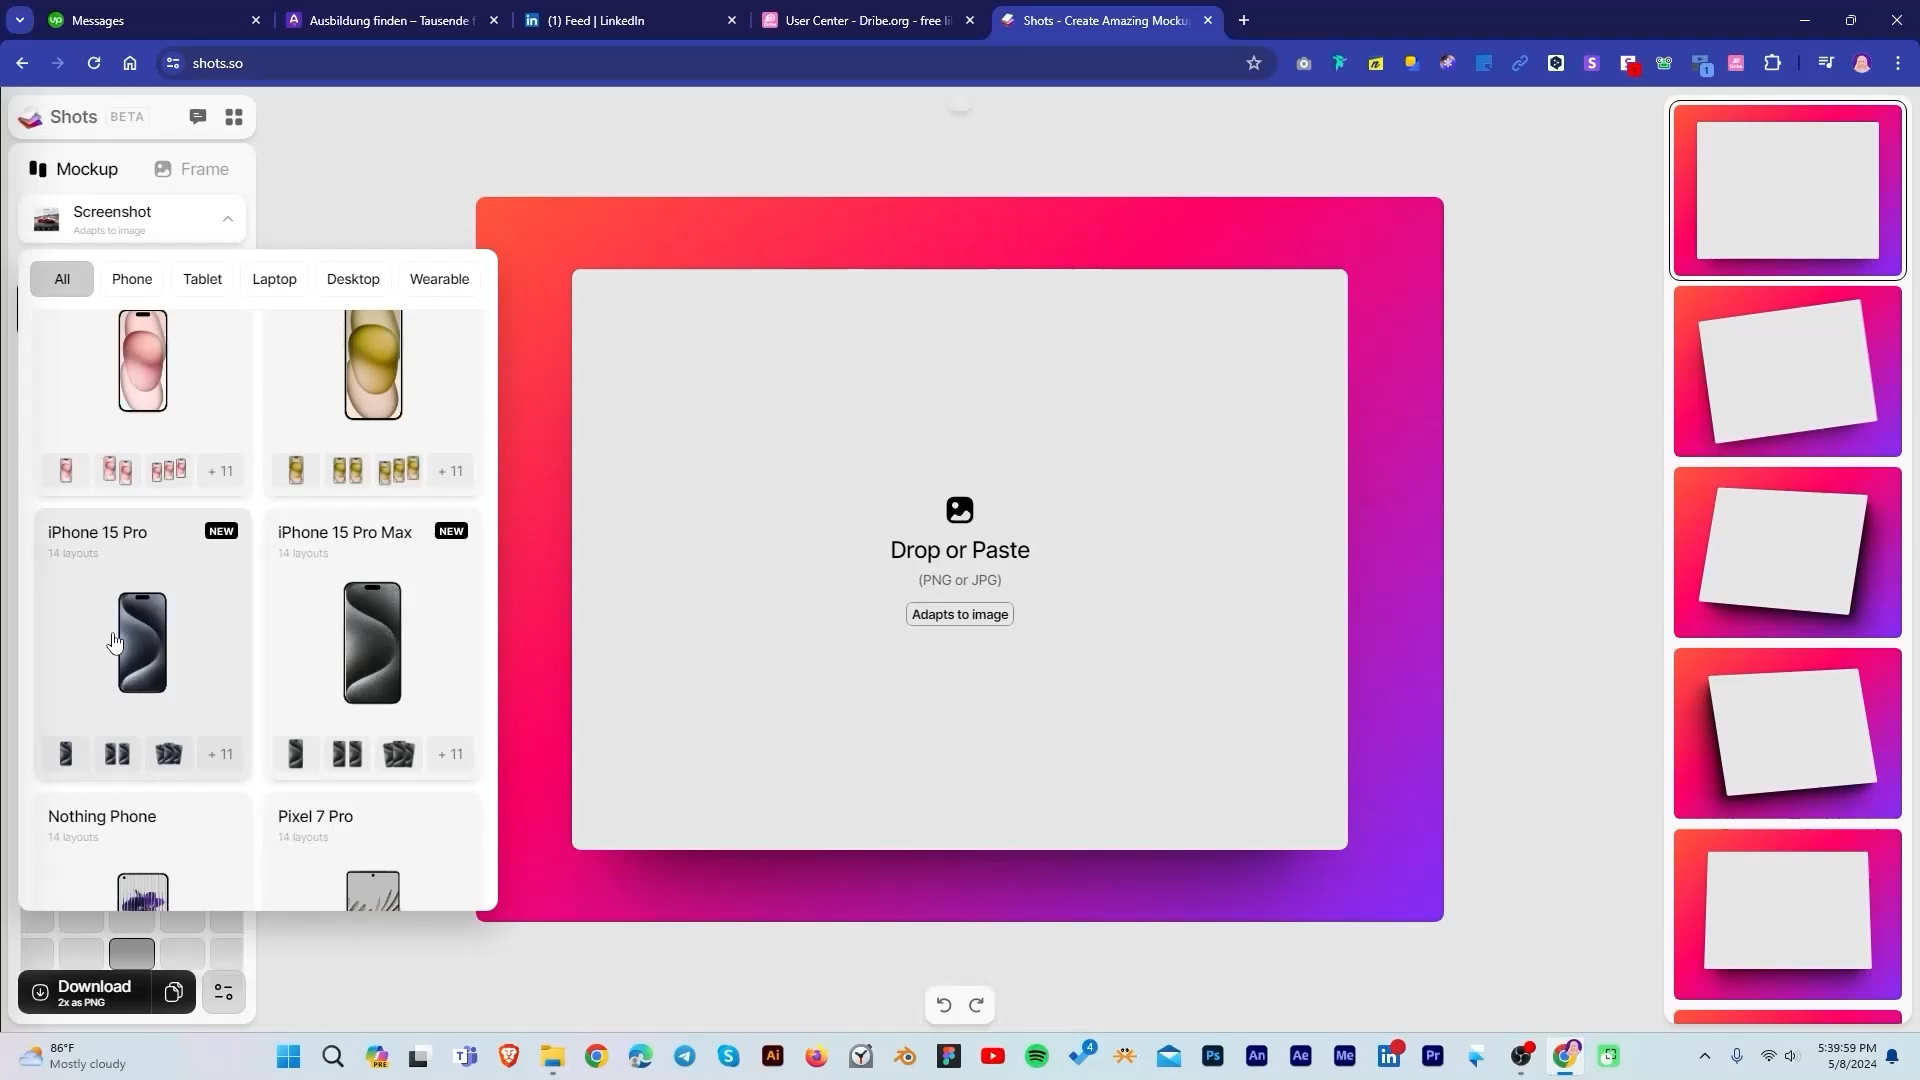 Messages
Ausbildung finden – Tausende f
(1) Feed | LinkedIn
User Center - Dribe.org - free li
Shots - Create Amazing Mocku
shots.so
Shots BETA
Mockup Frame
Screenshot
Adapts to image
All Phone Tablet Laptop Desktop Wearable
+ 11
+ 11
iPhone 15 Pro NEW
14 layouts
iPhone 15 Pro Max NEW
14 layouts
+ 11
+ 11
Nothing Phone
14 layouts
Pixel 7 Pro
14 layouts
Drop or Paste
(PNG or JPG)
Adapts to image
Download
2x as PNG
86°F
Mostly cloudy
5:39:59 PM
5/8/2024